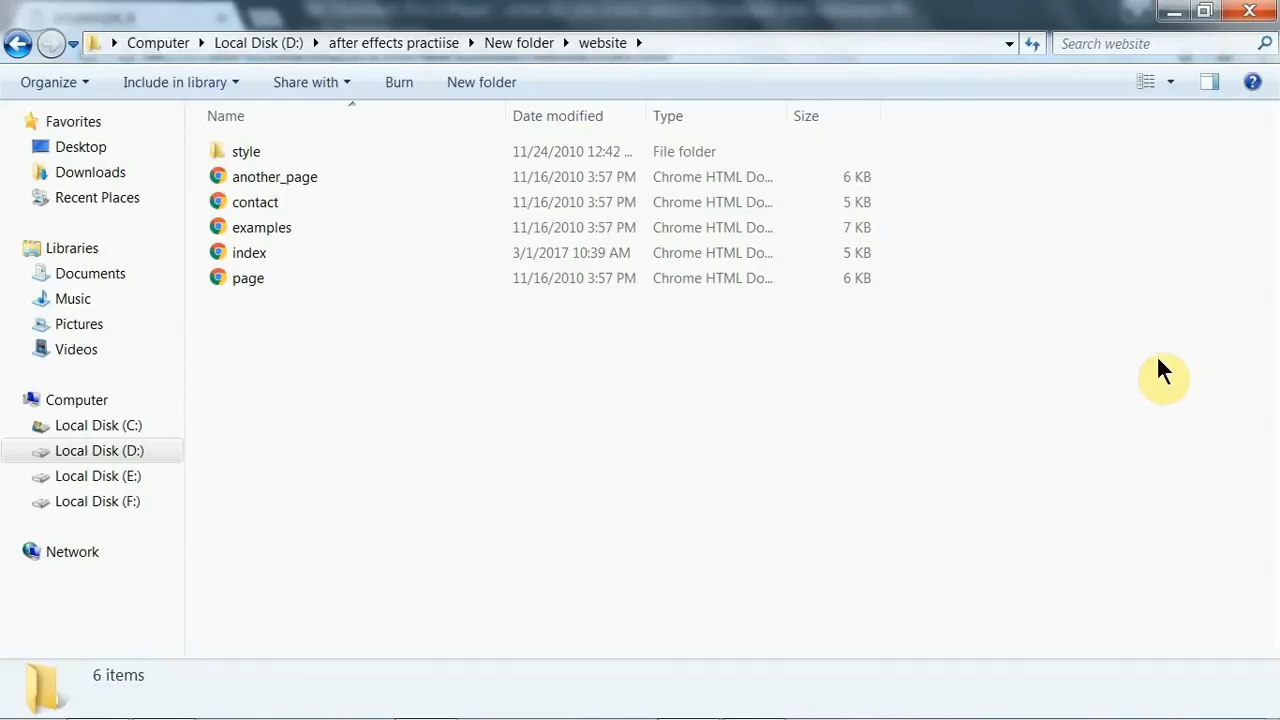 Computer Local Disk (D:) after effects practiise New folder website Search website
Organize Include in library Share with Burn New folder
Favorites
Desktop
Downloads
Recent Places
Libraries
Documents
Music
Pictures
Videos
Computer
Local Disk (C:)
Local Disk (D:)
Local Disk (E:)
Local Disk (F:)
Network
Name Date modified Type Size
style 11/24/2010 12:42 ... File folder
another_page 11/16/2010 3:57 PM Chrome HTML Do... 6 KB
contact 11/16/2010 3:57 PM Chrome HTML Do... 5 KB
examples 11/16/2010 3:57 PM Chrome HTML Do... 7 KB
index 3/1/2017 10:39 AM Chrome HTML Do... 5 KB
page 11/16/2010 3:57 PM Chrome HTML Do... 6 KB
6 items